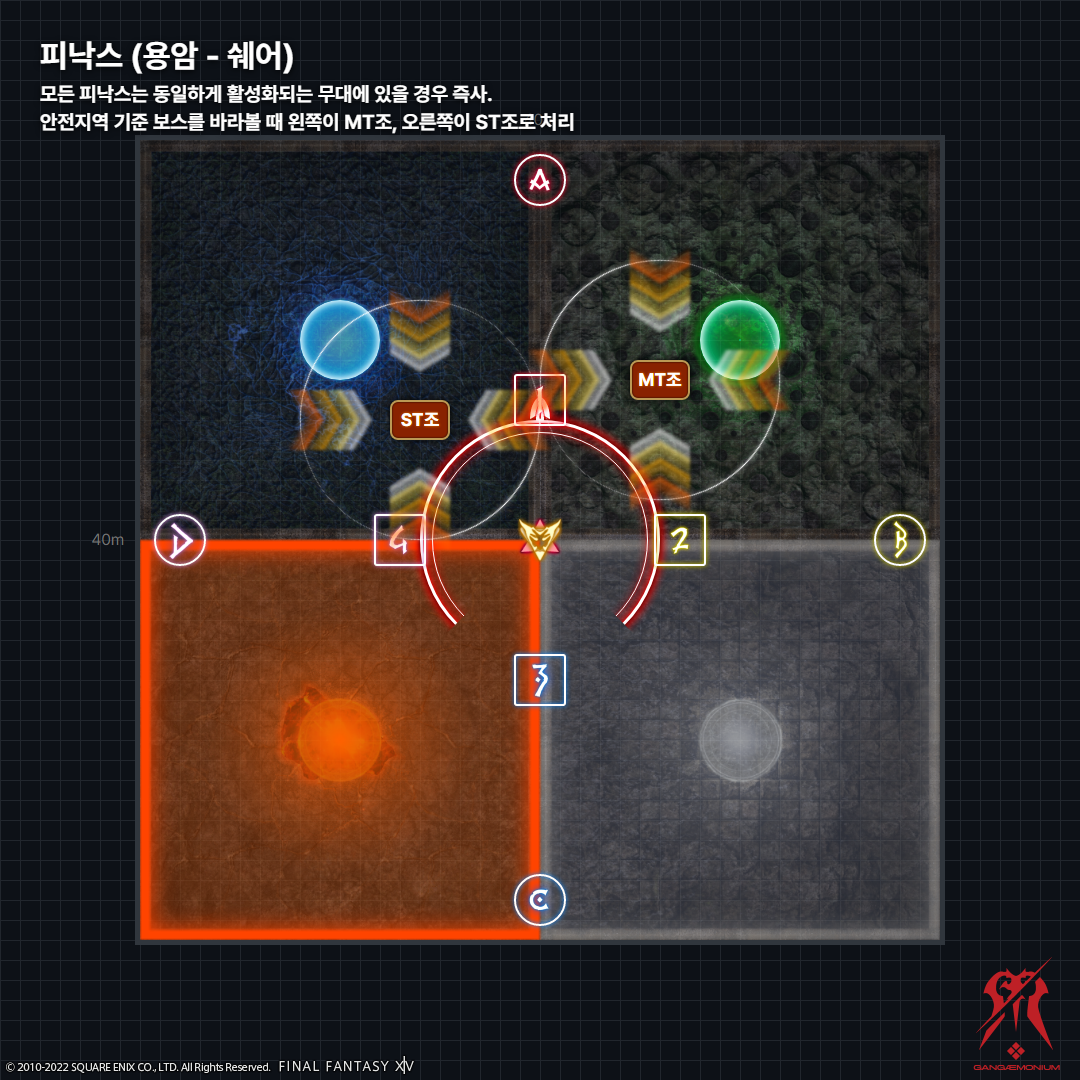 피낙스 (용암 - 쉐어)
모든 피낙스는 동일하게 활성화되는 무대에 있을 경우 즉사.
안전지역 기준 보스를 바라볼 때 왼쪽이 MT조, 오른쪽이 ST조로 처리
A
MT조
ST조
40m
D
4
2
B
3
C
© 2010-2022 SQUARE ENIX CO., LTD. All Rights Reserved. FINAL FANTASY XIV
GANGÆMONIUM